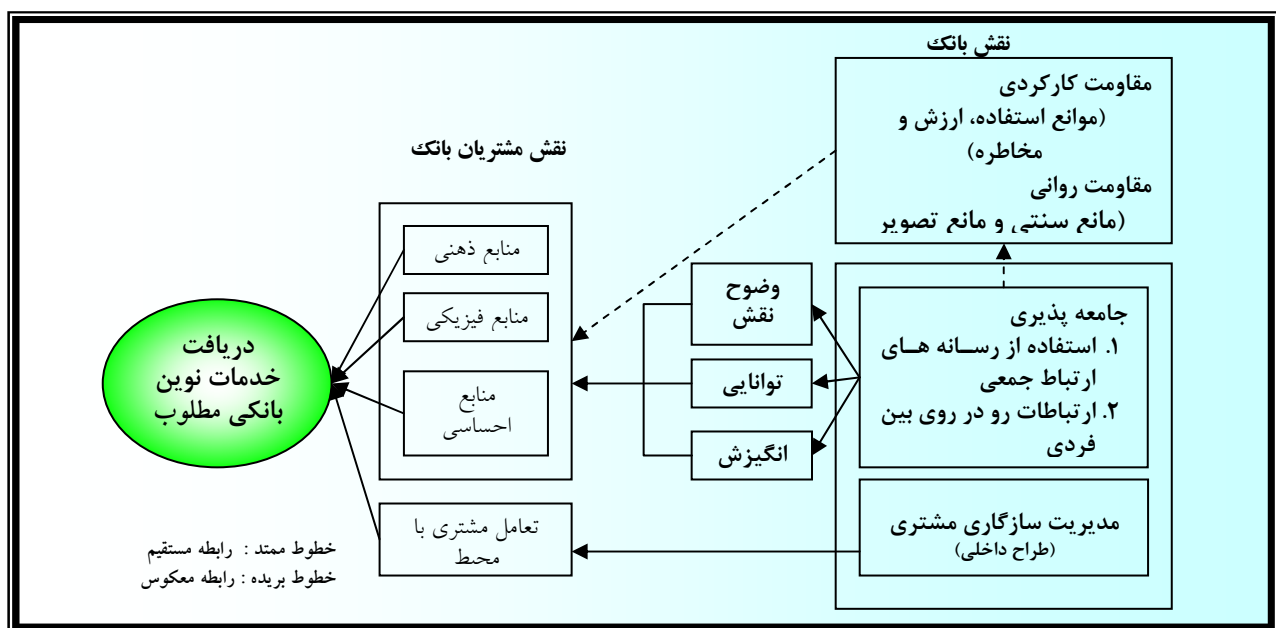 نقش بانک
مقاومت کارکردی
(موانع استفاده، ارزش و
مخاطره)
مقاومت روانی
(مانع سنتی و مانع تصویر
نقش مشتریان بانک
منابع ذهنی
منابع فیزیکی
منابع
احساسی
تعامل مشتری با
محیط
وضوح
نقش
توانایی
انگیزش
جامعه پذیری
۱. استفاده از رسانه های
ارتباط جمعی
۲. ارتباطات رو در روی بین
فردی
مدیریت سازگاری مشتری
(طراح داخلی)
دریافت
خدمات نوین
بانکی مطلوب
خطوط ممتد : رابطه مستقیم
خطوط بریده : رابطه معکوس